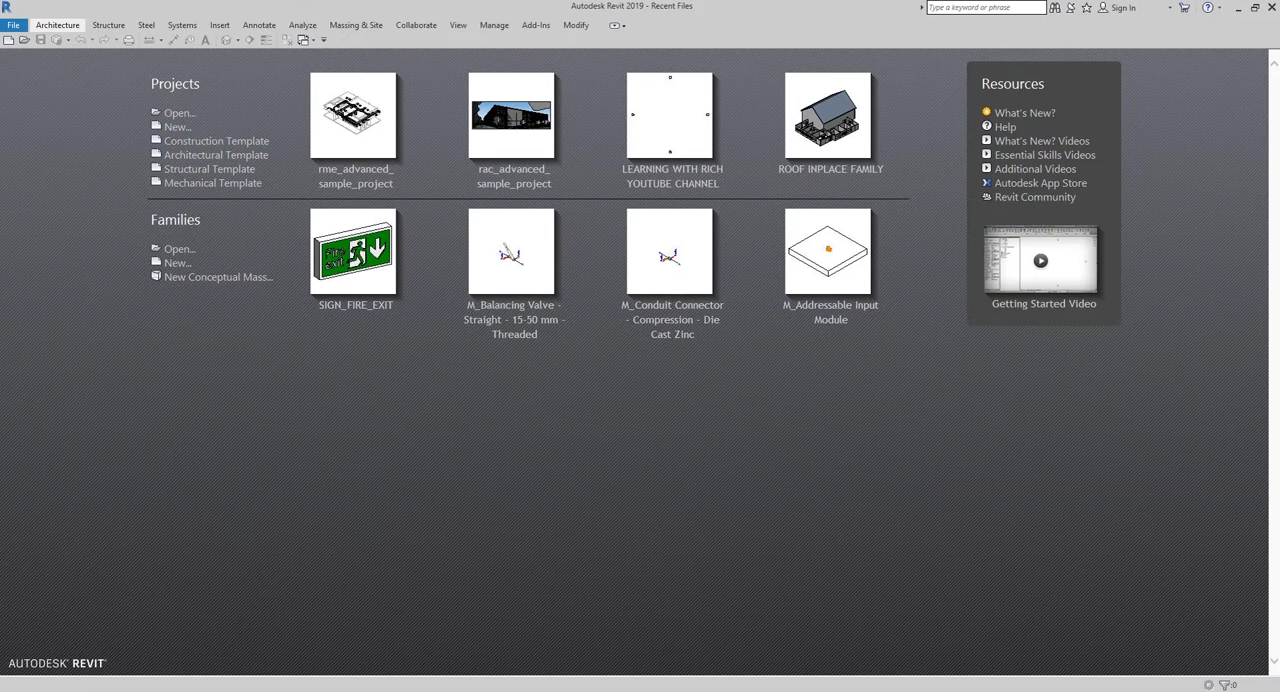 Autodesk Revit 2019 - Recent Files
Type a keyword or phrase
Sign In
File Architecture Structure Steel Systems Insert Annotate Analyze Massing & Site Collaborate View Manage Add-Ins Modify
Projects
Open...
New...
Construction Template
Architectural Template
Structural Template
Mechanical Template
rme_advanced_
sample_project
rac_advanced_
sample_project
LEARNING WITH RICH
YOUTUBE CHANNEL
ROOF INPLACE FAMILY
Families
Open...
New...
New Conceptual Mass...
FIRE
exit
SIGN_FIRE_EXIT
M_Balancing Valve -
Straight - 15-50 mm -
Threaded
M_Conduit Connector
- Compression - Die
Cast Zinc
M_Addressable Input
Module
Resources
What's New?
Help
What's New? Videos
Essential Skills Videos
Additional Videos
Autodesk App Store
Revit Community
Getting Started Video
AUTODESK® REVIT®
:0